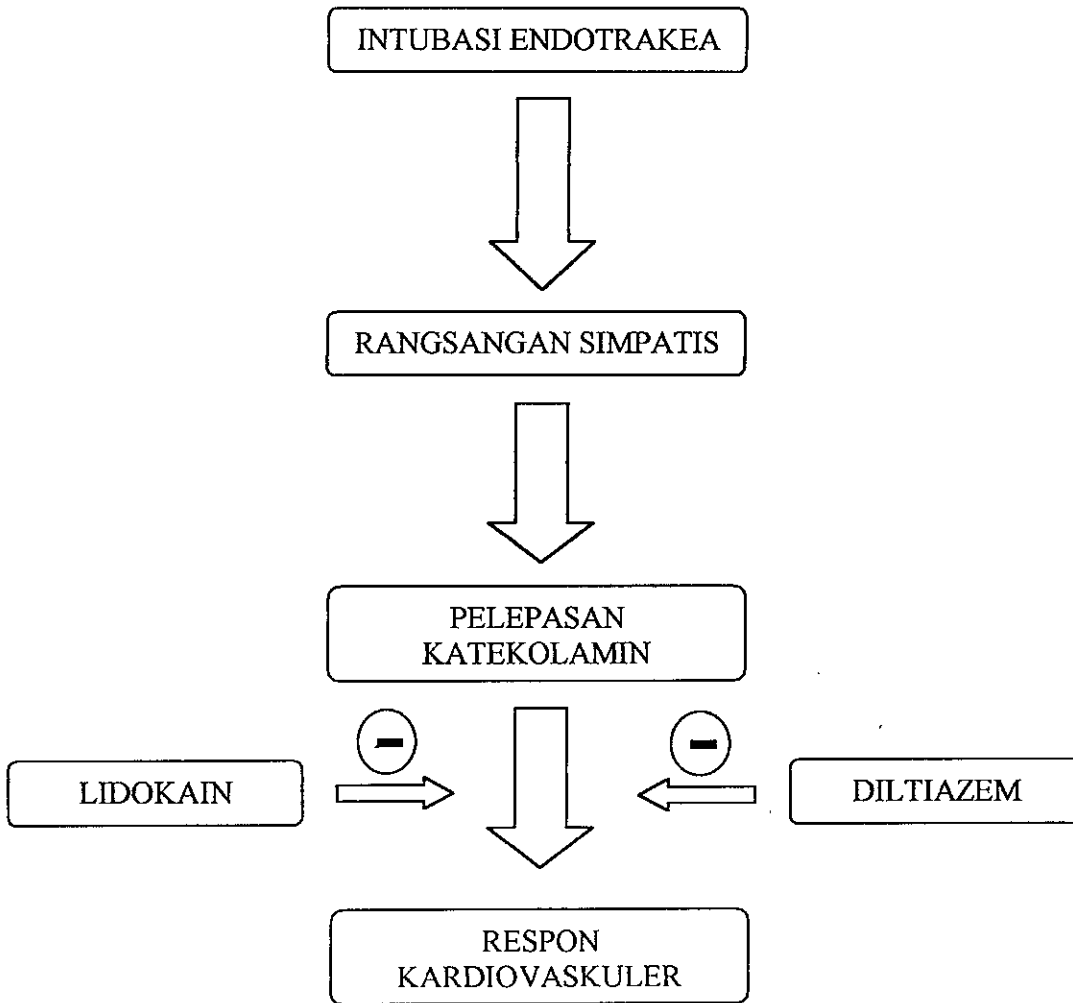 INTUBASI ENDOTRAKEA
RANGSANGAN SIMPATIS
PELEPASAN
KATEKOLAMIN
-
-
LIDOKAIN
DILTIAZEM
RESPON
KARDIOVASKULER